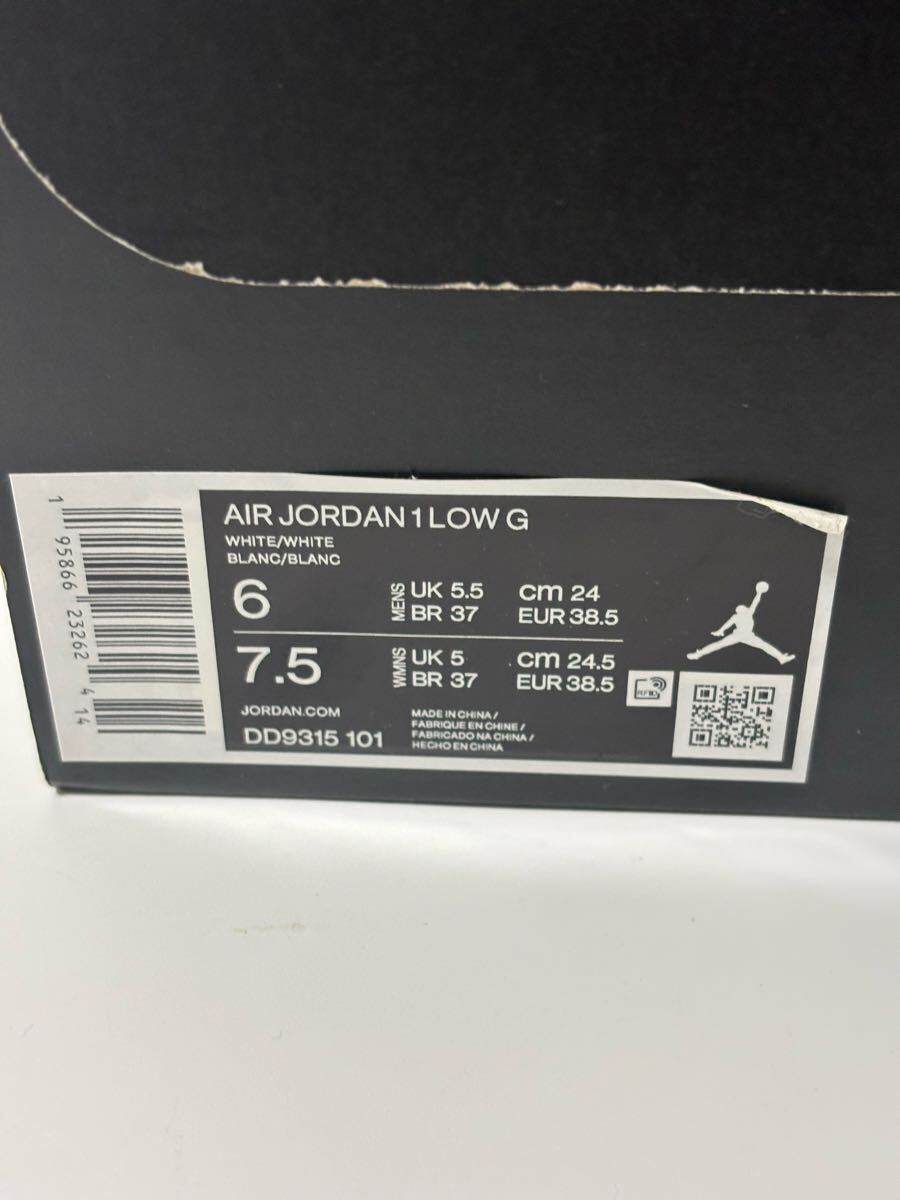 1 95866 23262 4 14
AIR JORDAN 1 LOW G
WHITE/WHITE
BLANC/BLANC
6 MENS UK 5.5 cm 24
BR 37 EUR 38.5
7.5 WMNS UK 5 cm 24.5
BR 37 EUR 38.5
RFID
JORDAN.COM
DD9315 101
MADE IN CHINA /
FABRIQUE EN CHINE /
FABRICADO NA CHINA /
HECHO EN CHINA